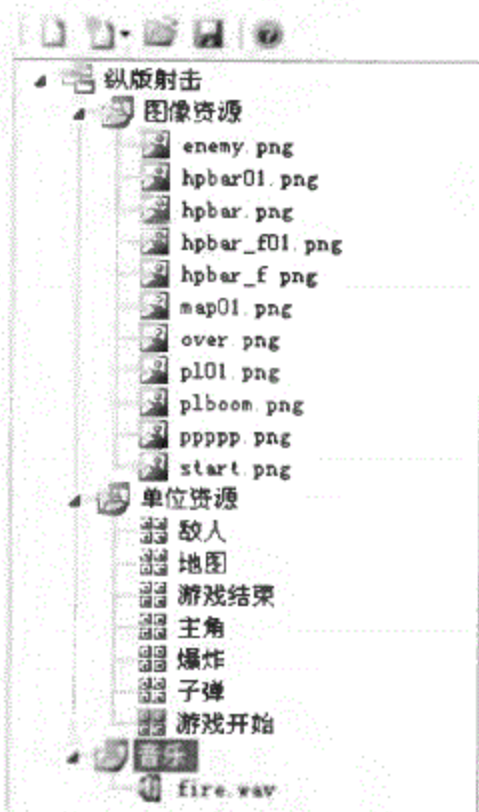 纵版射击
图像资源
enemy.png
hpbar01.png
hpbar.png
hpbar_f01.png
hpbar_f.png
map01.png
over.png
pl01.png
plboom.png
ppppp.png
start.png
单位资源
敌人
地图
游戏结束
主角
爆炸
子弹
游戏开始
音乐
fire.wav